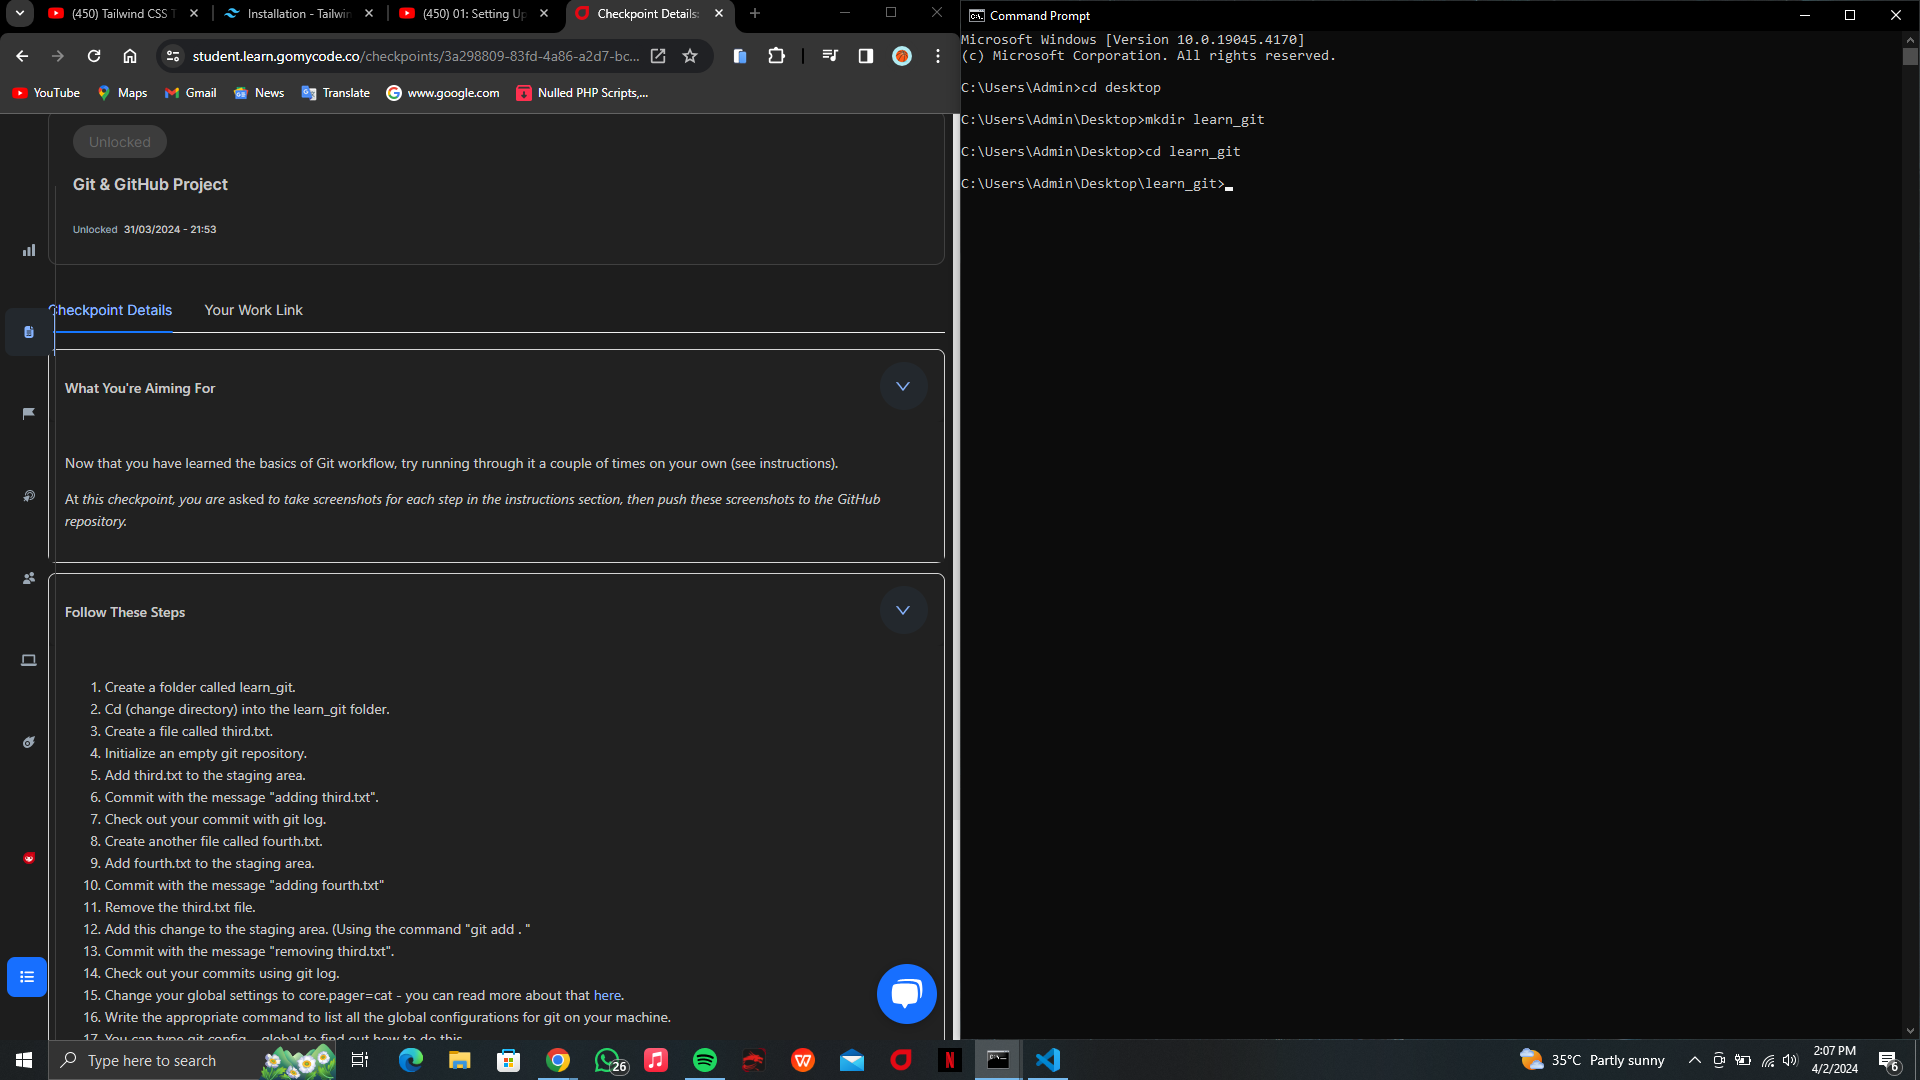 (450) Tailwind CSS T
Installation - Tailwin
(450) 01: Setting Up
Checkpoint Details:
student.learn.gomycode.co/checkpoints/3a298809-83fd-4a86-a2d7-bc...
YouTube
Maps
Gmail
News
Translate
www.google.com
Nulled PHP Scripts,...
Unlocked
Git & GitHub Project
Unlocked 31/03/2024 - 21:53
Checkpoint Details
Your Work Link
What You're Aiming For
Now that you have learned the basics of Git workflow, try running through it a couple of times on your own (see instructions).
At this checkpoint, you are asked to take screenshots for each step in the instructions section, then push these screenshots to the GitHub
repository.
Follow These Steps
1. Create a folder called learn_git.
2. Cd (change directory) into the learn_git folder.
3. Create a file called third.txt.
4. Initialize an empty git repository.
5. Add third.txt to the staging area.
6. Commit with the message "adding third.txt".
7. Check out your commit with git log.
8. Create another file called fourth.txt.
9. Add fourth.txt to the staging area.
10. Commit with the message "adding fourth.txt"
11. Remove the third.txt file.
12. Add this change to the staging area. (Using the command "git add . "
13. Commit with the message "removing third.txt".
14. Check out your commits using git log.
15. Change your global settings to core.pager=cat - you can read more about that here.
16. Write the appropriate command to list all the global configurations for git on your machine.
17. You can type git config --global to find out how to do this.
Command Prompt
Microsoft Windows [Version 10.0.19045.4170]
(c) Microsoft Corporation. All rights reserved.
C:\Users\Admin>cd desktop
C:\Users\Admin\Desktop>mkdir learn_git
C:\Users\Admin\Desktop>cd learn_git
C:\Users\Admin\Desktop\learn_git>
Type here to search
26
35°C Partly sunny
2:07 PM
4/2/2024
6